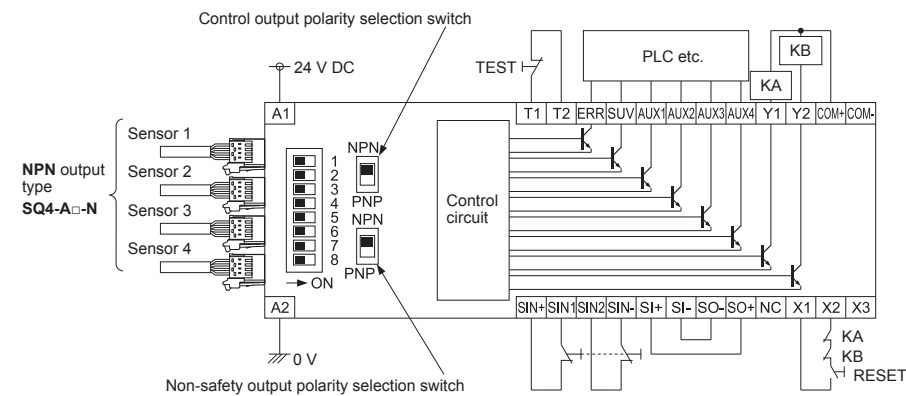 Control output polarity selection switch
24 V DC
TEST
PLC etc.
KA
KB
A1
T1 T2 ERR SUV AUX1 AUX2 AUX3 AUX4 Y1 Y2 COM+ COM-
NPN output
type
SQ4-A□-N
Sensor 1
Sensor 2
Sensor 3
Sensor 4
1
2
3
4
5
6
7
8
→ ON
NPN
PNP
NPN
PNP
Control
circuit
A2
SIN+ SIN1 SIN2 SIN- SI+ SI- SO- SO+ NC X1 X2 X3
0 V
KA
KB
RESET
Non-safety output polarity selection switch